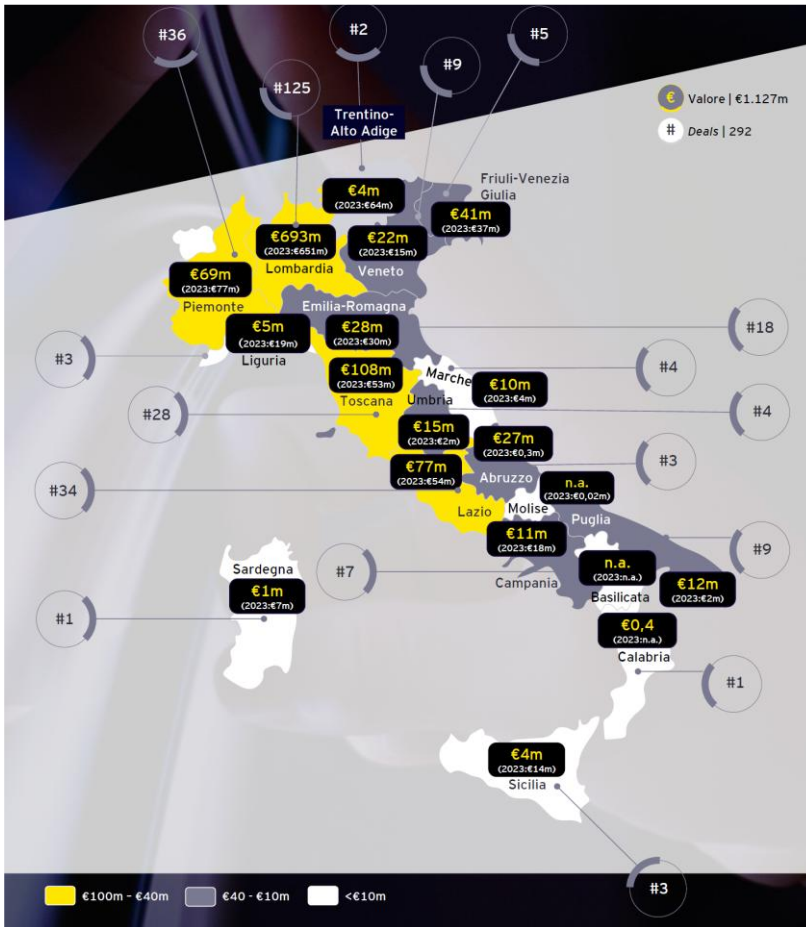 #36
#2
#5
#9
#125
Trentino-
Alto Adige
€ Valore | €1.127m
# Deals | 292
Friuli-Venezia
Giulia
€4m
(2023:€64m)
€41m
(2023:€37m)
€693m
(2023:€651m)
Lombardia
€22m
(2023:€15m)
Veneto
€69m
(2023:€77m)
Piemonte
Emilia-Romagna
€28m
(2023:€30m)
#18
€5m
(2023:€19m)
Liguria
#3
€108m
(2023:€53m)
Toscana
Marche
€10m
(2023:€4m)
#4
Umbria
€15m
(2023:€2m)
#4
#28
€27m
(2023:€0,3m)
Abruzzo
#3
€77m
(2023:€54m)
Lazio
#34
n.a.
(2023:€0,02m)
Molise
Puglia
€11m
(2023:€18m)
Campania
#7
n.a.
(2023:n.a.)
Basilicata
#9
€12m
(2023:€2m)
Sardegna
€1m
(2023:€7m)
#1
€0,4
(2023:n.a.)
Calabria
#1
€4m
(2023:€14m)
Sicilia
#3
€100m - €40m
€40 - €10m
<€10m